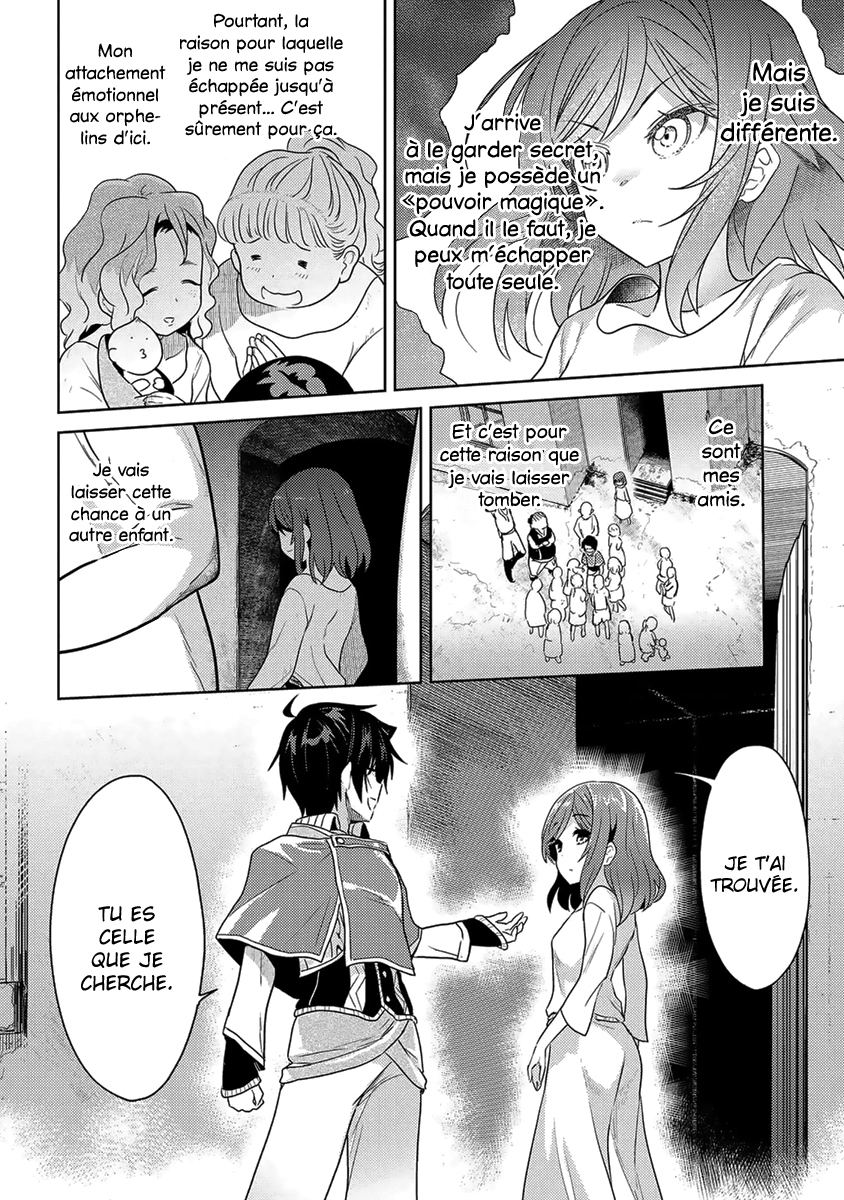 Mais
je suis
différente.
J'arrive
à le garder secret,
mais je possède un
«pouvoir magique».
Quand il le faut, je
peux m'échapper
toute seule.
Pourtant, la
raison pour laquelle
je ne me suis pas
échappée jusqu'à
présent... C'est
sûrement pour ça.
Mon
attachement
émotionnel
aux orphe-
lins d'ici.
Ce
sont
mes
amis.
Et c'est pour
cette raison que
je vais laisser
tomber.
Je vais
laisser cette
chance à un
autre enfant.
JE T'AI
TROUVÉE.
TU ES
CELLE
QUE JE
CHERCHE.